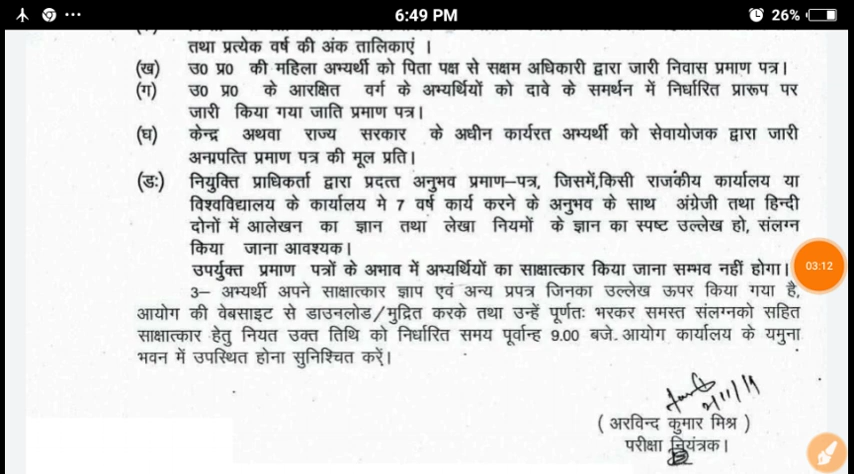 6:49 PM
26%
तथा प्रत्येक वर्ष की अंक तालिकाएं ।
(ख) उ0 प्र0 की महिला अभ्यर्थी को पिता पक्ष से सक्षम अधिकारी द्वारा जारी निवास प्रमाण पत्र।
(ग) उ0 प्र0 के आरक्षित वर्ग के अभ्यर्थियों को दावे के समर्थन में निर्धारित प्रारूप पर
जारी किया गया जाति प्रमाण पत्र।
(घ) केन्द्र अथवा राज्य सरकार के अधीन कार्यरत अभ्यर्थी को सेवायोजक द्वारा जारी
अनापत्ति प्रमाण पत्र की मूल प्रति।
(ङः) नियुक्ति प्राधिकर्ता द्वारा प्रदत्त अनुभव प्रमाण–पत्र, जिसमें,किसी राजकीय कार्यालय या
विश्वविद्यालय के कार्यालय मे 7 वर्ष कार्य करने के अनुभव के साथ अंग्रेजी तथा हिन्दी
दोनों में आलेखन का ज्ञान तथा लेखा नियमों के ज्ञान का स्पष्ट उल्लेख हो, संलग्न
किया जाना आवश्यक।
उपर्युक्त प्रमाण पत्रों के अभाव में अभ्यर्थियों का साक्षात्कार किया जाना सम्भव नहीं होगा।
03:12
3– अभ्यर्थी अपने साक्षात्कार ज्ञाप एवं अन्य प्रपत्र जिनका उल्लेख ऊपर किया गया है,
आयोग की वेबसाइट से डाउनलोड/मुद्रित करके तथा उन्हें पूर्णतः भरकर समस्त संलग्नको सहित
साक्षात्कार हेतु नियत उक्त तिथि को निर्धारित समय पूर्वान्ह 9.00 बजे. आयोग कार्यालय के यमुना
भवन में उपस्थित होना सुनिश्चित करें।
( अरविन्द कुमार मिश्र )
परीक्षा नियंत्रक।